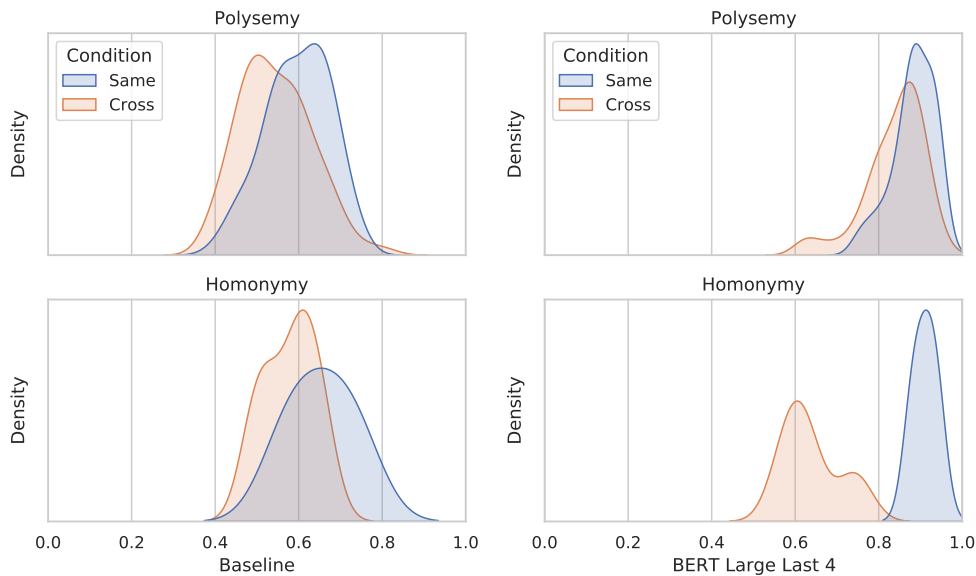 Polysemy
Condition
Same
Cross
Density
Polysemy
Condition
Same
Cross
Density
Homonymy
Density
0.0 0.2 0.4 0.6 0.8 1.0
Baseline
Homonymy
Density
0.0 0.2 0.4 0.6 0.8 1.0
BERT Large Last 4